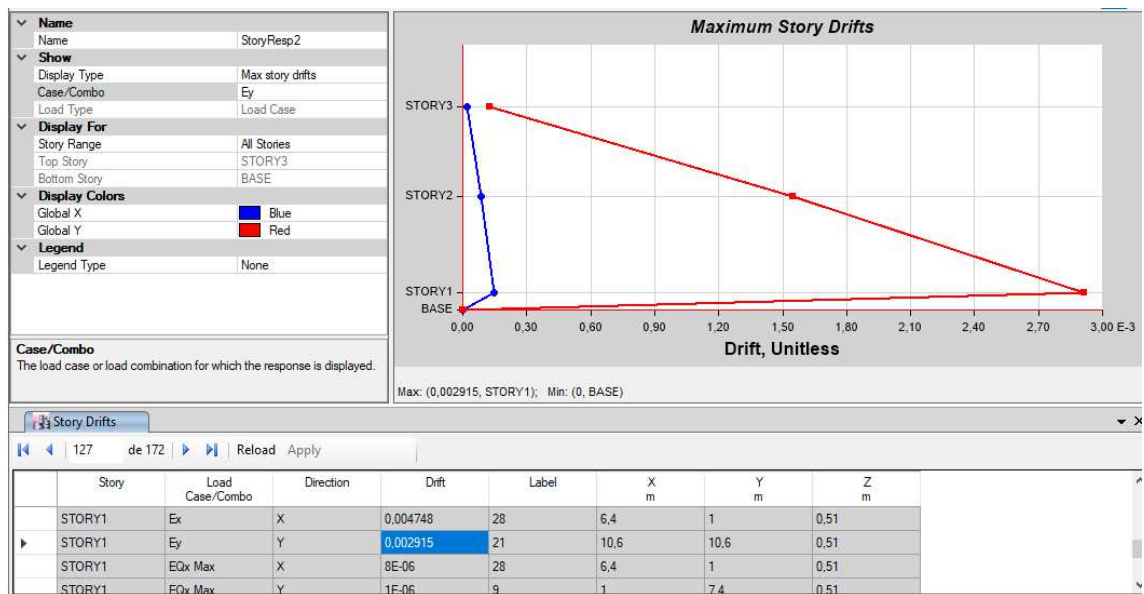 Name
Name StoryResp2
Show
Display Type Max story drifts
Case/Combo Ey
Load Type Load Case
Display For
Story Range All Stories
Top Story STORY3
Bottom Story BASE
Display Colors
Global X Blue
Global Y Red
Legend
Legend Type None
Case/Combo
The load case or load combination for which the response is displayed.
Maximum Story Drifts
STORY3
STORY2
STORY1
BASE
0,00 0,30 0,60 0,90 1,20 1,50 1,80 2,10 2,40 2,70 3,00 E-3
Drift, Unitless
Max: (0,002915, STORY1); Min: (0, BASE)
Story Drifts
127 de 172 Reload Apply
Story Load Case/Combo Direction Drift Label X m Y m Z m
STORY1 Ex X 0,004748 28 6,4 1 0,51
STORY1 Ey Y 0,002915 21 10,6 10,6 0,51
STORY1 EQx Max X 8E-06 28 6,4 1 0,51
STORY1 EQx Max Y 1E-06 9 1 7,4 0,51